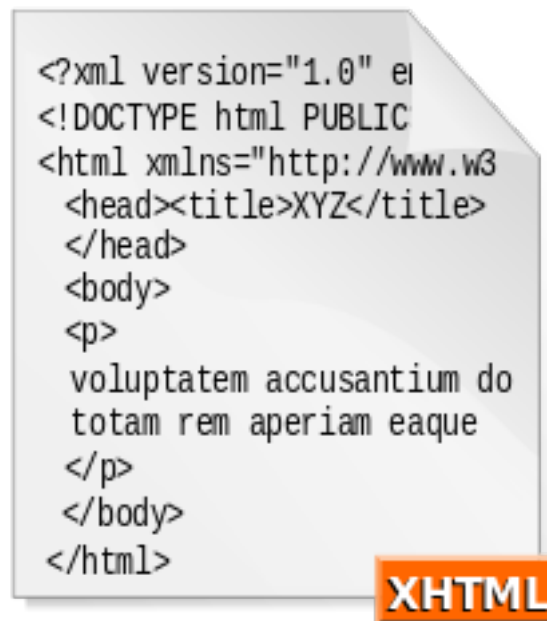 <?xml version="1.0" en
<!DOCTYPE html PUBLIC
<html xmlns="http://www.w3
<head><title>XYZ</title>
</head>
<body>
<p>
voluptatem accusantium do
totam rem aperiam eaque
</p>
</body>
</html>
XHTML